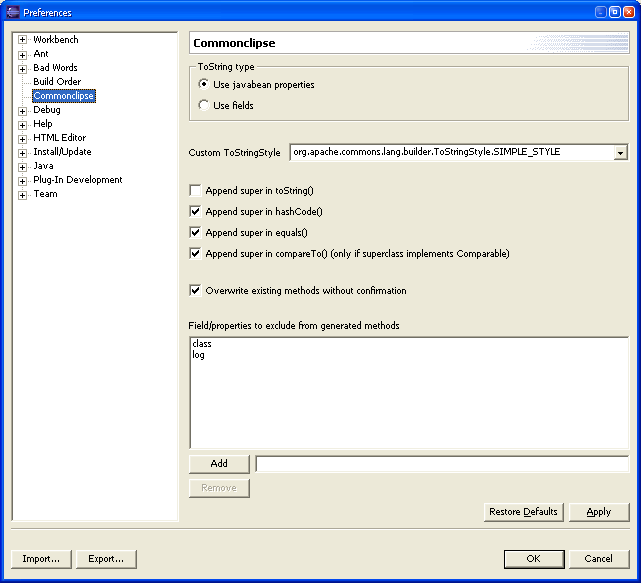 Preferences
Workbench
Ant
Bad Words
Build Order
Commonclipse
Debug
Help
HTML Editor
Install/Update
Java
Plug-In Development
Team
Commonclipse
ToString type
Use javabean properties
Use fields
Custom ToStringStyle org.apache.commons.lang.builder.ToStringStyle.SIMPLE_STYLE
Append super in toString()
Append super in hashCode()
Append super in equals()
Append super in compareTo() (only if superclass implements Comparable)
Overwrite existing methods without confirmation
Field/properties to exclude from generated methods
class
log
Add
Remove
Restore Defaults Apply
Import... Export... OK Cancel